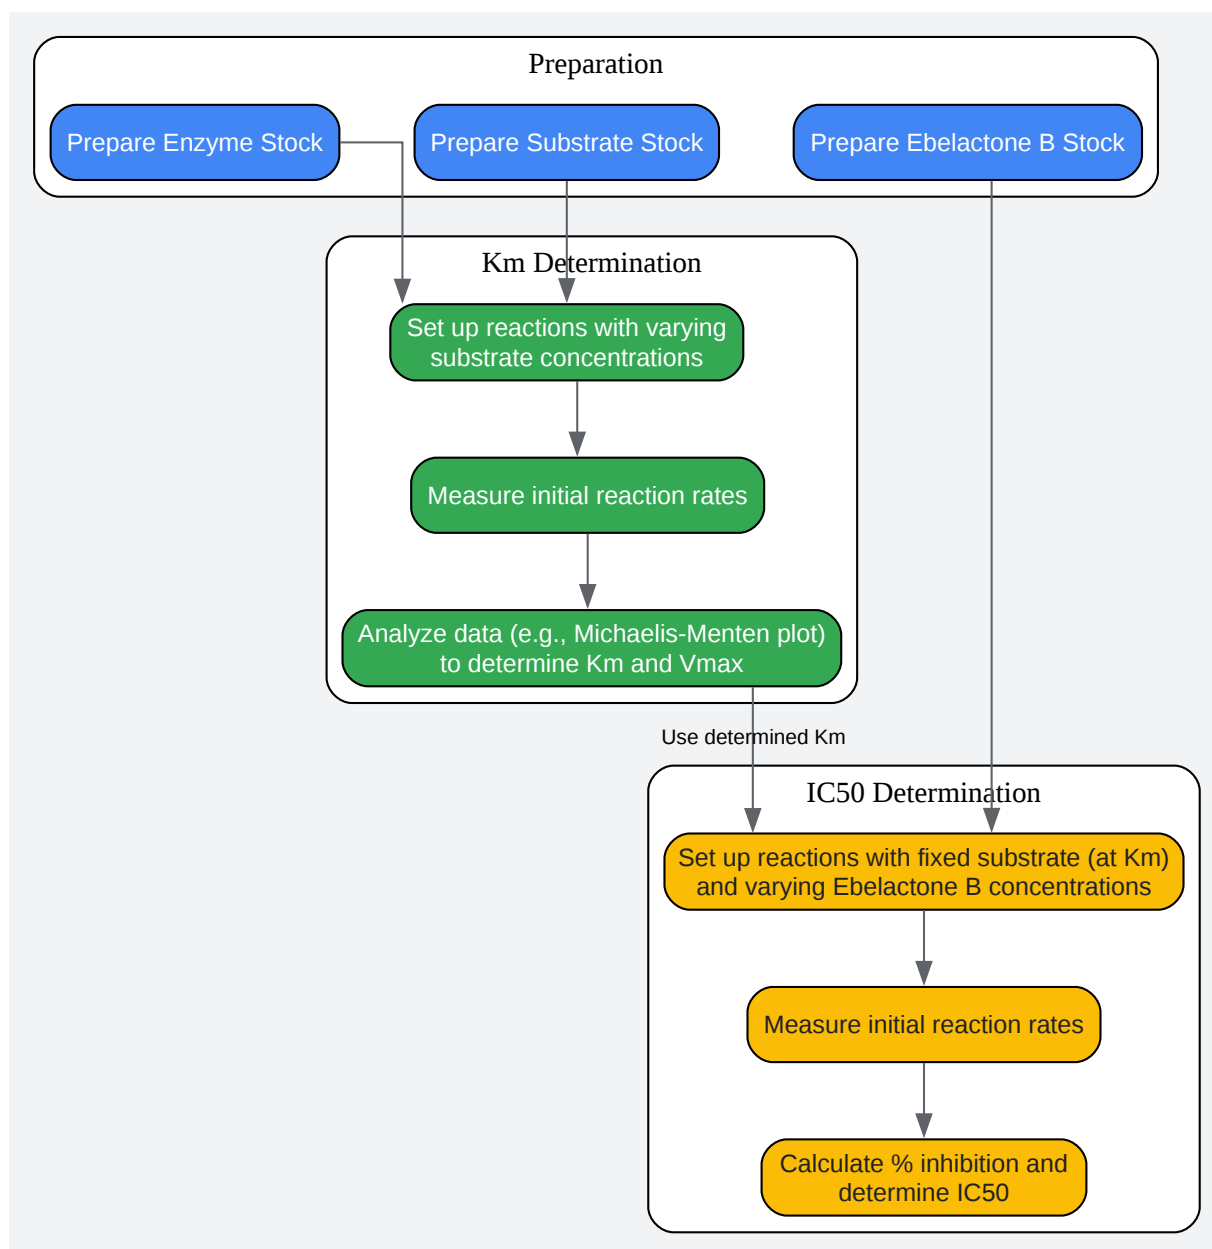 Preparation
Prepare Enzyme Stock
Prepare Substrate Stock
Prepare Ebelactone B Stock
Km Determination
Set up reactions with varying
substrate concentrations
Measure initial reaction rates
Analyze data (e.g., Michaelis-Menten plot)
to determine Km and Vmax
Use determined Km
IC50 Determination
Set up reactions with fixed substrate (at Km)
and varying Ebelactone B concentrations
Measure initial reaction rates
Calculate % inhibition and
determine IC50